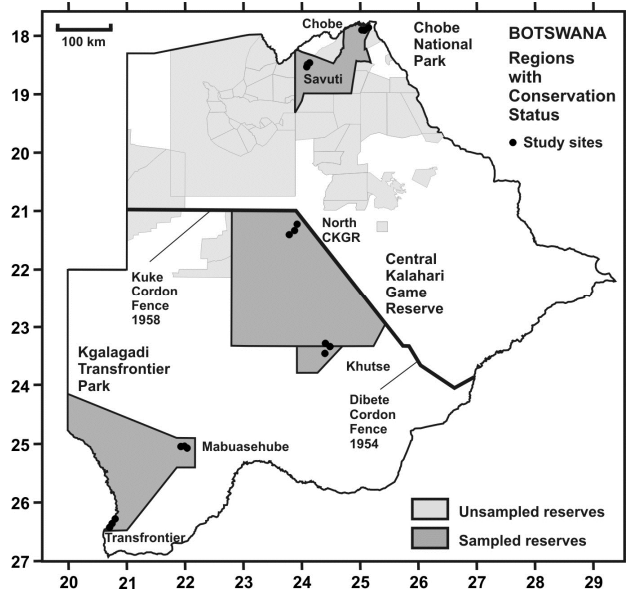 Chobe
Chobe
National
Park
BOTSWANA
Regions
with
Conservation
Status
Study sites
100 km
Savuti
North
CKGR
Kuke
Cordon
Fence
1958
Central
Kalahari
Game
Reserve
Kgalagadi
Transfrontier
Park
Khutse
Dibete
Cordon
Fence
1954
Mabuasehube
Transfrontier
Unsampled reserves
Sampled reserves
18
19
20
21
22
23
24
25
26
27
20 21 22 23 24 25 26 27 28 29